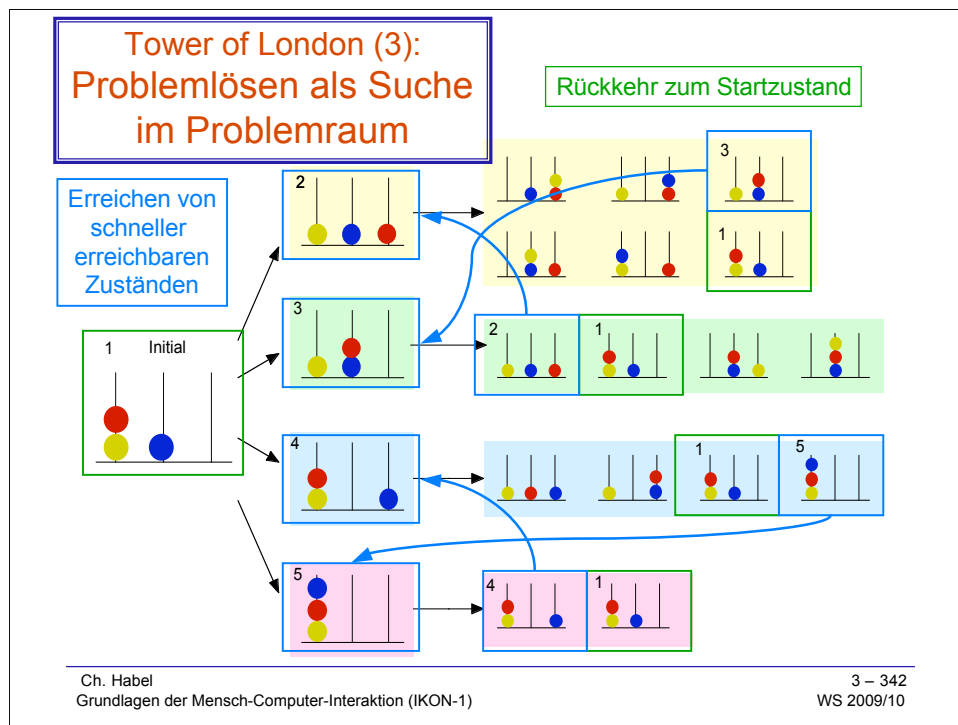 Tower of London (3):
Problemlösen als Suche
im Problemraum
Rückkehr zum Startzustand
Erreichen von
schneller
erreichbaren
Zuständen
2
3
1
3
2
1
1 Initial
4
1
5
5
4
1
Ch. Habel
3 – 342
Grundlagen der Mensch-Computer-Interaktion (IKON-1)
WS 2009/10